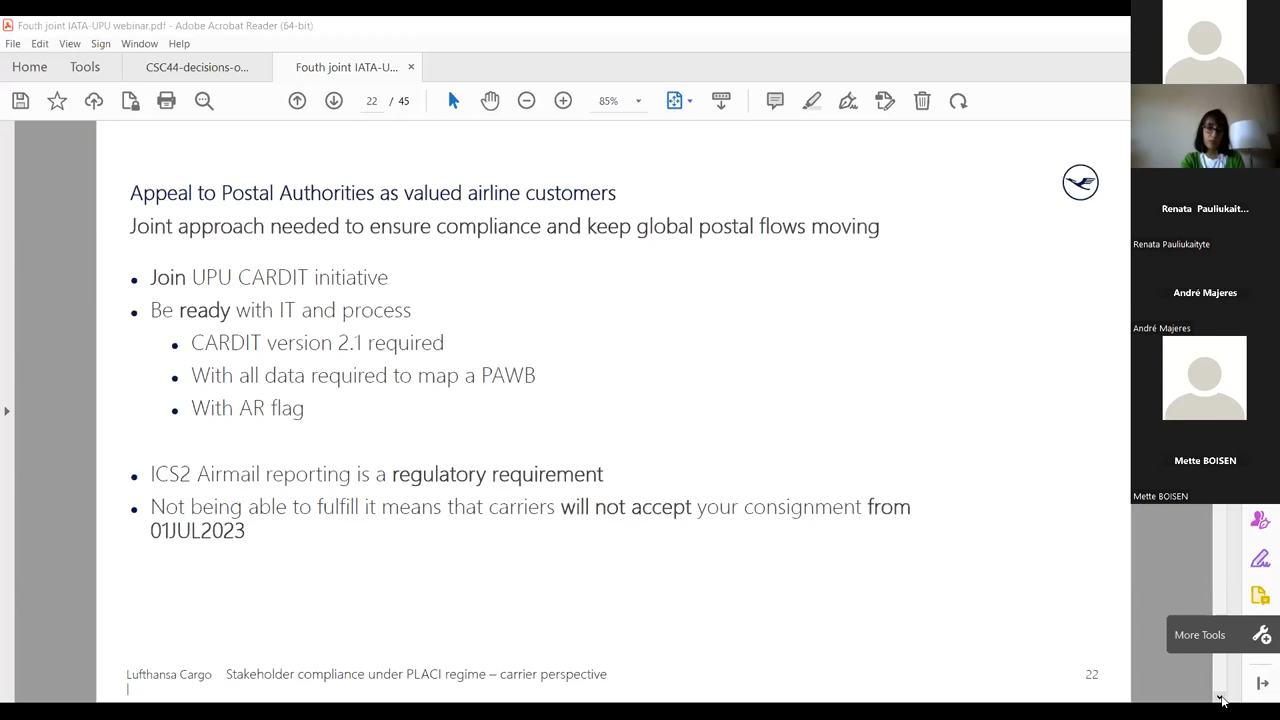 Fouth joint IATA-UPU webinar.pdf - Adobe Acrobat Reader (64-bit)
File Edit View Sign Window Help
Home Tools CSC44-decisions-o... Fouth joint IATA-U... ×
22 / 45 85%
Appeal to Postal Authorities as valued airline customers
Joint approach needed to ensure compliance and keep global postal flows moving
• Join UPU CARDIT initiative
• Be ready with IT and process
• CARDIT version 2.1 required
• With all data required to map a PAWB
• With AR flag
• ICS2 Airmail reporting is a regulatory requirement
• Not being able to fulfill it means that carriers will not accept your consignment from
01JUL2023
Lufthansa Cargo Stakeholder compliance under PLACI regime – carrier perspective 22
|
Renata Pauliukait...
Renata Pauliukaityte
André Majeres
André Majeres
Mette BOISEN
Mette BOISEN
More Tools